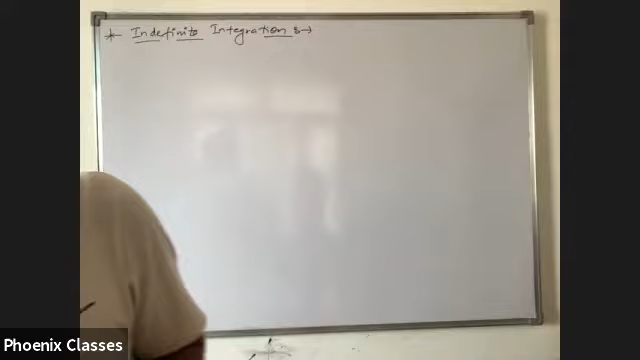 * Indefinite Integration :→
Phoenix Classes